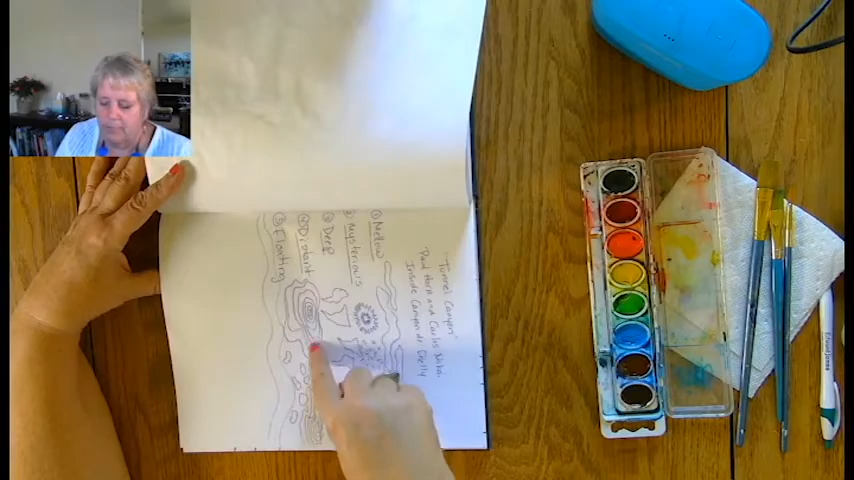 "Tunnel Canyon"
Paul Horn and Carlos Nakai
Inside Canyon de Chelly
① Mellow
② Mysterious
③ Deep
④ Distant
⑤ Floating